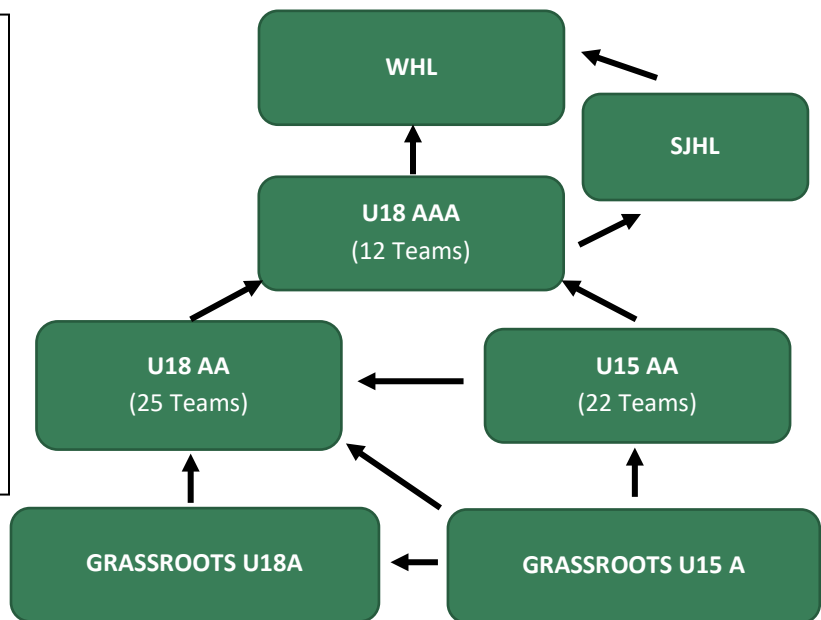 WHL
SJHL
U18 AAA
(12 Teams)
U18 AA
(25 Teams)
U15 AA
(22 Teams)
GRASSROOTS U18A
GRASSROOTS U15 A